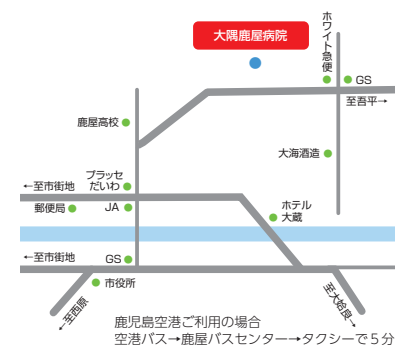 大隅鹿屋病院
ホワイト急便
GS
至吾平→
鹿屋高校
大海酒造
プラッセ
だいわ
←至市街地
郵便局
JA
ホテル
大蔵
←至市街地
GS
市役所
←至西原
至大姶良→
鹿児島空港ご利用の場合
空港バス→鹿屋バスセンター→タクシーで５分